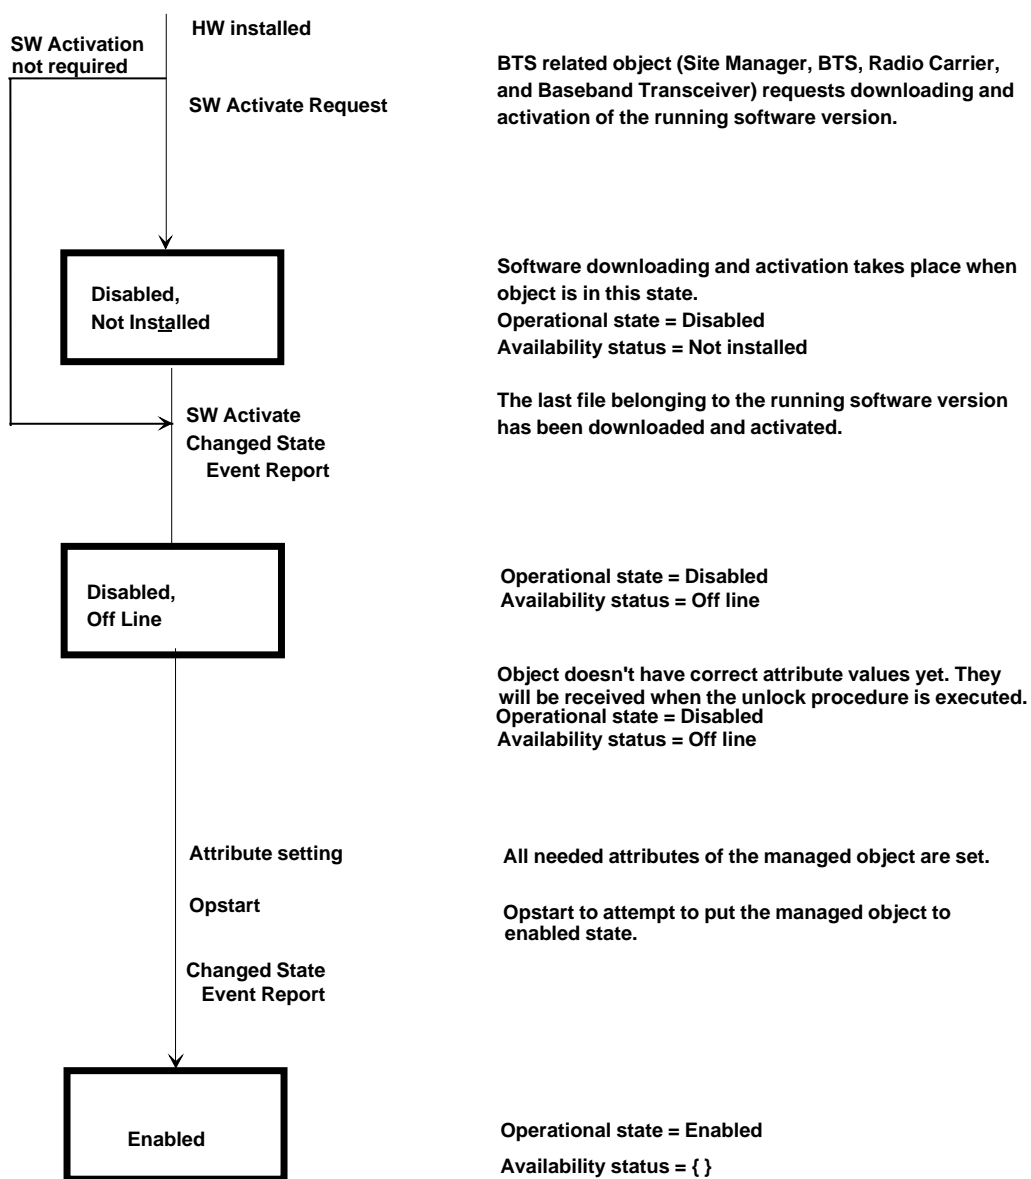 HW installed
SW Activation
not required
BTS related object (Site Manager, BTS, Radio Carrier,
and Baseband Transceiver) requests downloading and
activation of the running software version.
SW Activate Request
Software downloading and activation takes place when
object is in this state.
Operational state = Disabled
Availability status = Not installed
Disabled,
Not Installed
The last file belonging to the running software version
has been downloaded and activated.
SW Activate
Changed State
Event Report
Disabled,
Off Line
Operational state = Disabled
Availability status = Off line
Object doesn't have correct attribute values yet. They
will be received when the unlock procedure is executed.
Operational state = Disabled
Availability status = Off line
Attribute setting
All needed attributes of the managed object are set.
Opstart
Opstart to attempt to put the managed object to
enabled state.
Changed State
Event Report
Enabled
Operational state = Enabled
Availability status = { }